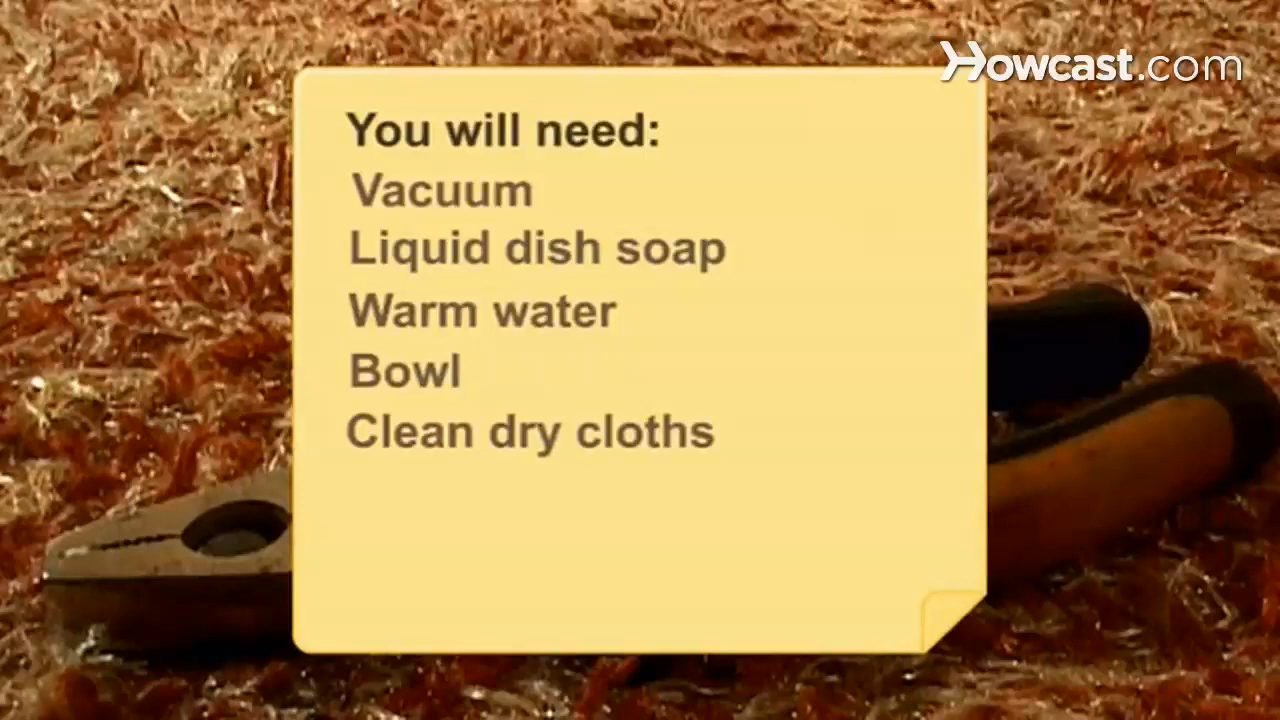 Howcast.com
You will need:
Vacuum
Liquid dish soap
Warm water
Bowl
Clean dry cloths